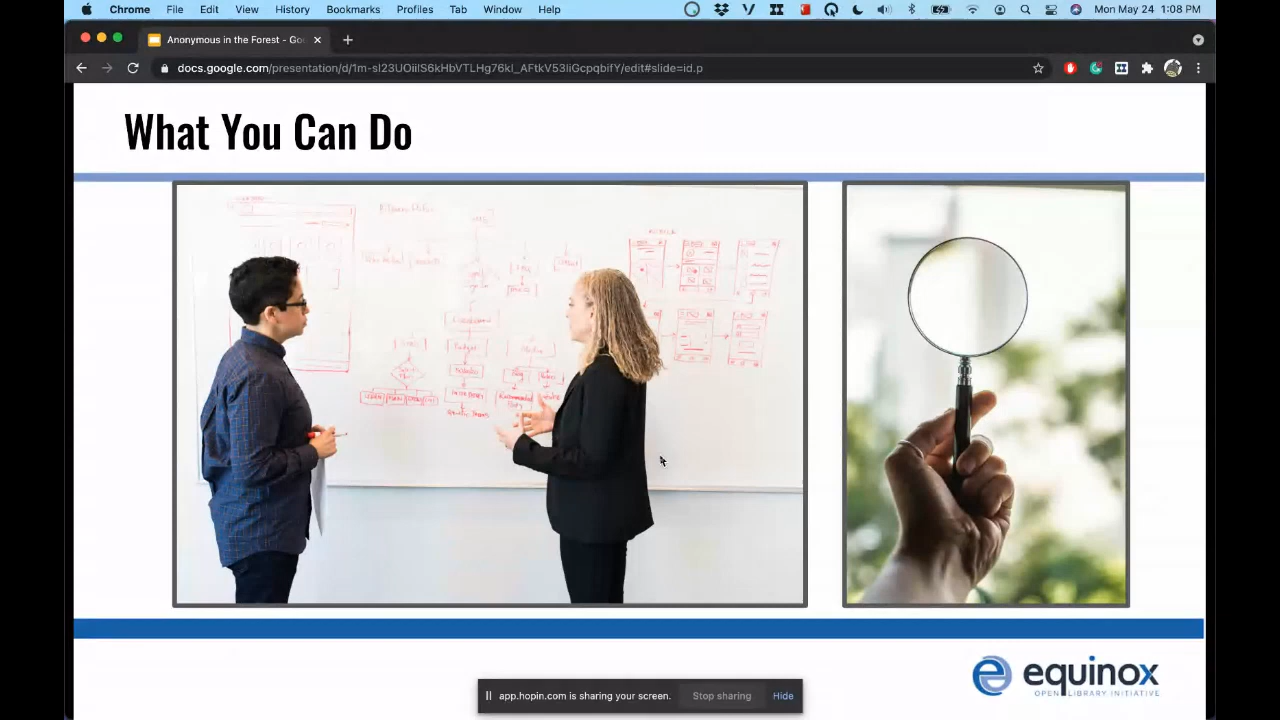 Chrome File Edit View History Bookmarks Profiles Tab Window Help Mon May 24 1:08 PM
Anonymous in the Forest - Goo
docs.google.com/presentation/d/1m-sI23UOiiIS6kHbVTLHg76kl_AFtkV53IiGcpqbifY/edit#slide=id.p
What You Can Do
equinox
OPEN LIBRARY INITIATIVE
app.hopin.com is sharing your screen. Stop sharing Hide